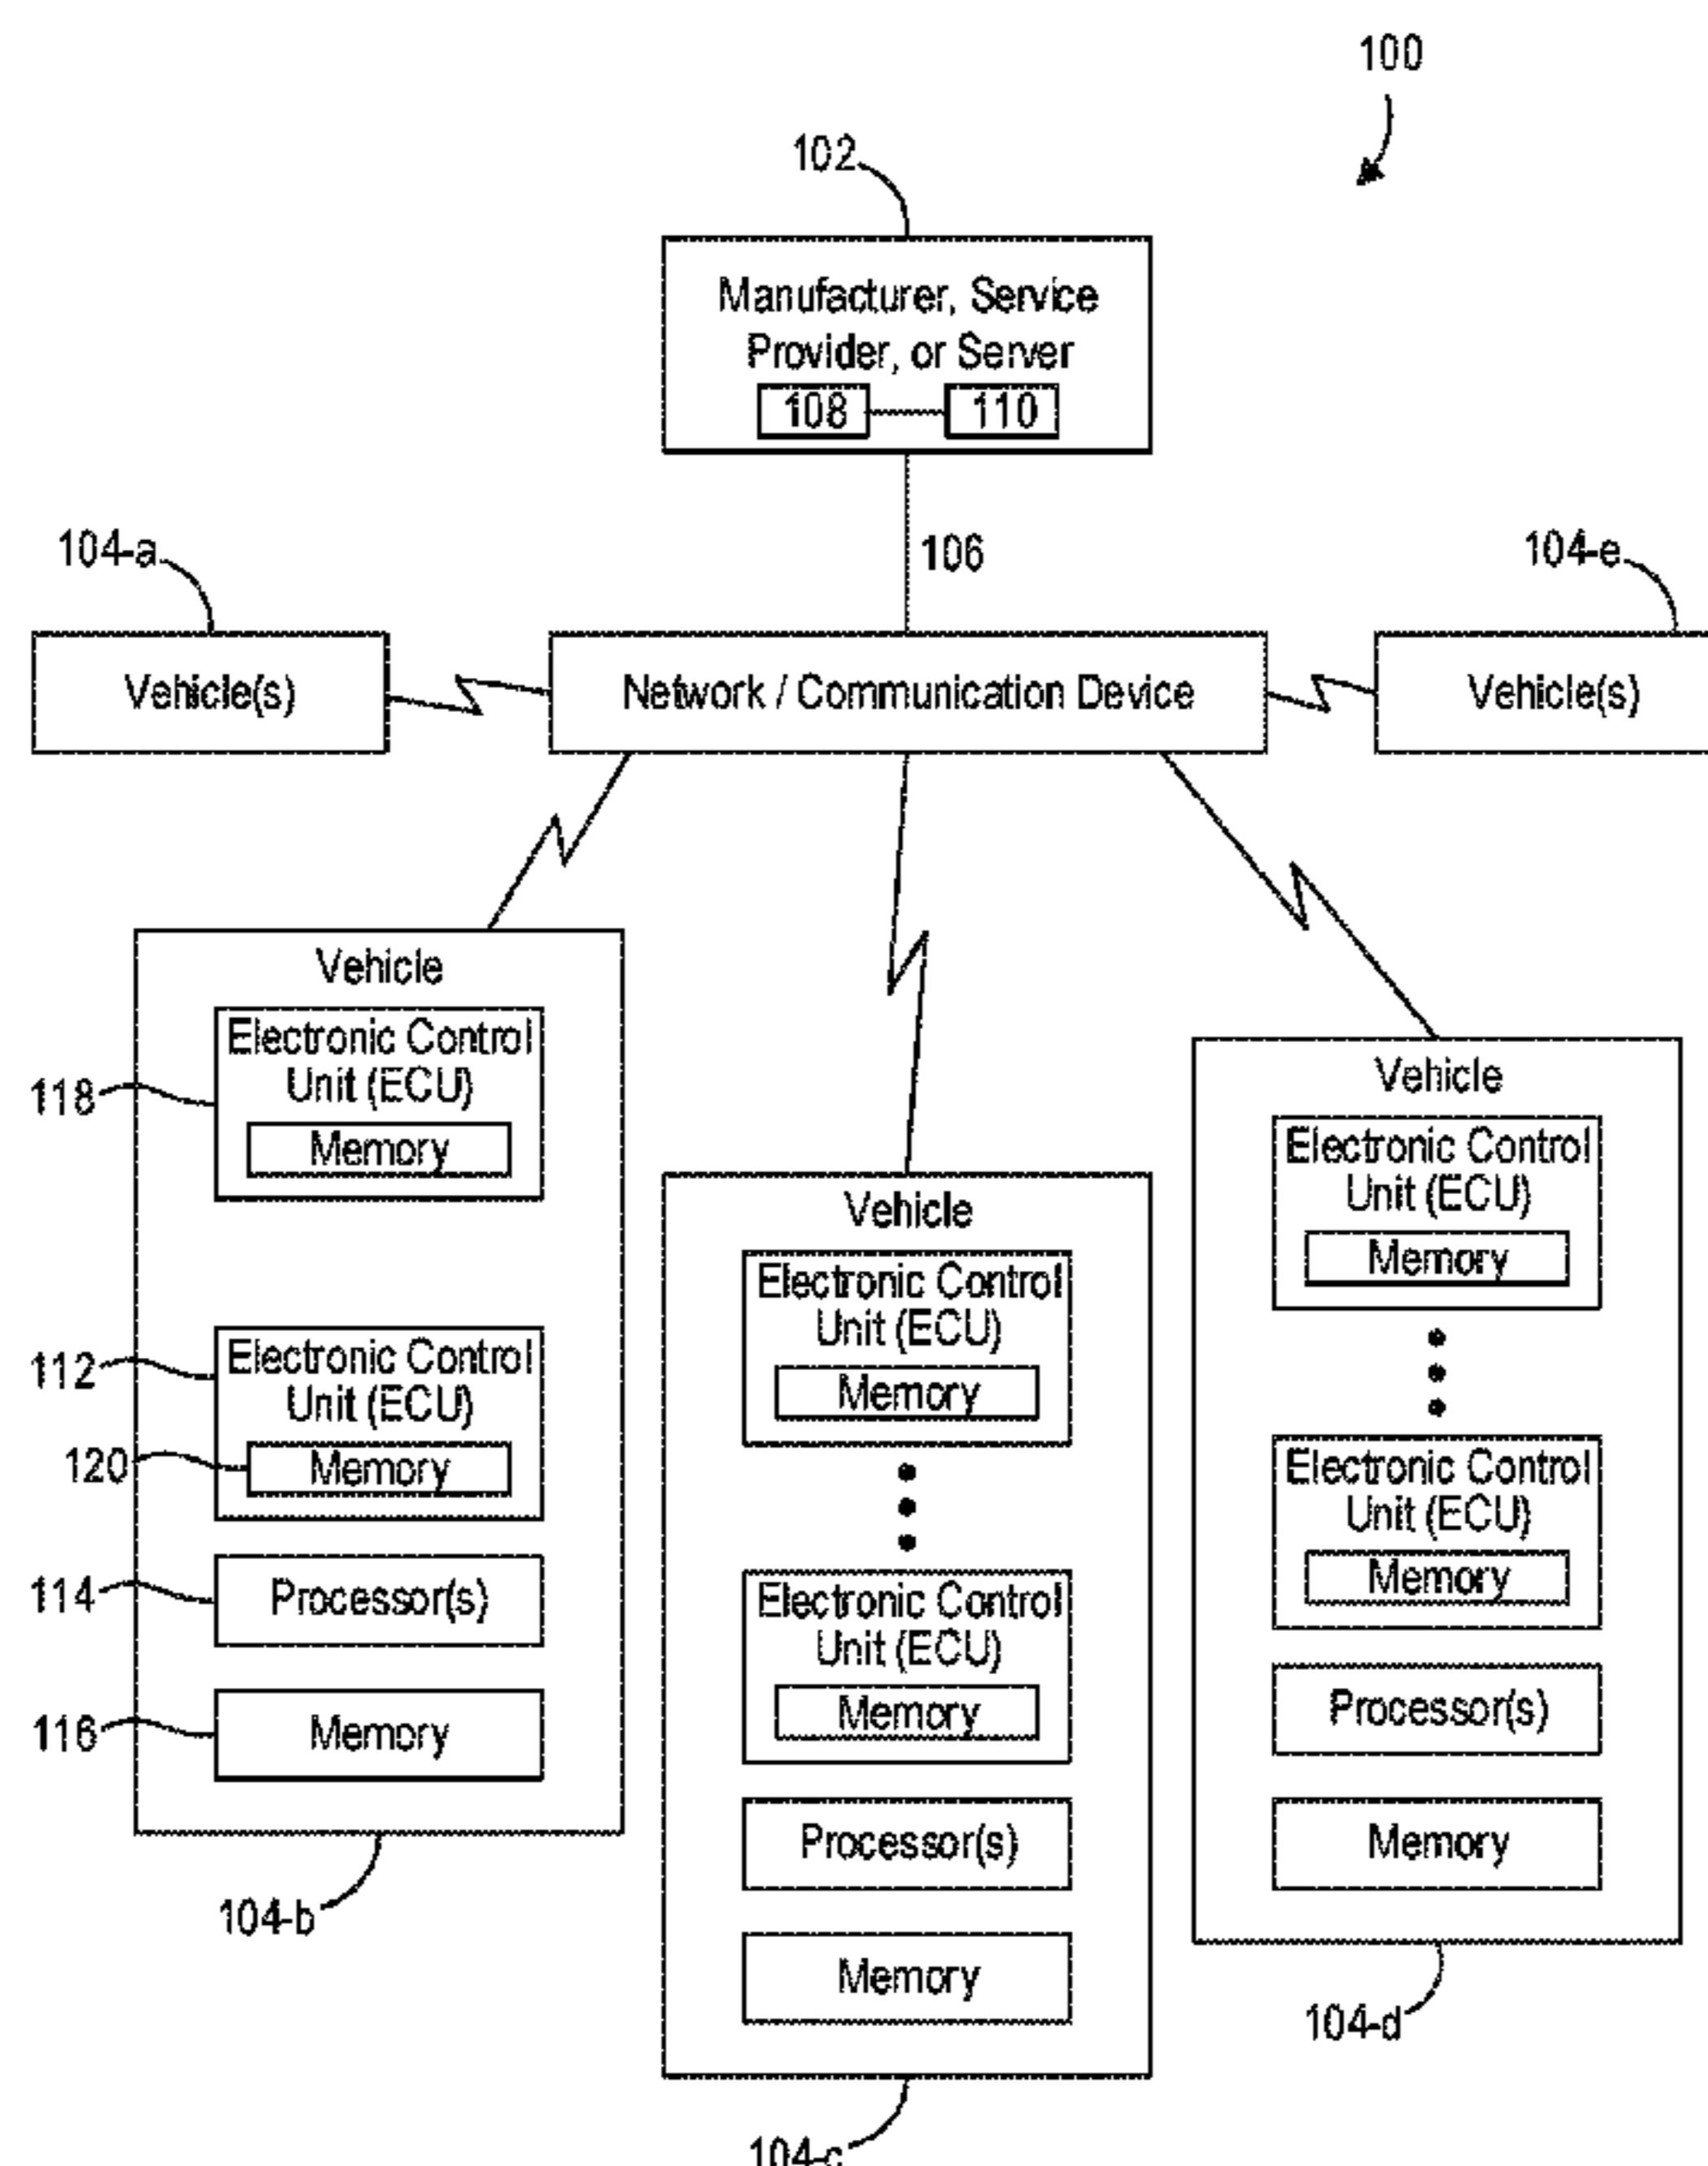 100
102
Manufacturer, Service
Provider, or Server
108
110
106
104-a
104-e
Vehicle(s)
Network / Communication Device
Vehicle(s)
Vehicle
Electronic Control
Unit (ECU)
Memory
118
Electronic Control
Unit (ECU)
Memory
112
120
Processor(s)
114
Memory
116
104-b
Vehicle
Electronic Control
Unit (ECU)
Memory
Electronic Control
Unit (ECU)
Memory
Processor(s)
Memory
104-c
Vehicle
Electronic Control
Unit (ECU)
Memory
Electronic Control
Unit (ECU)
Memory
Processor(s)
Memory
104-d